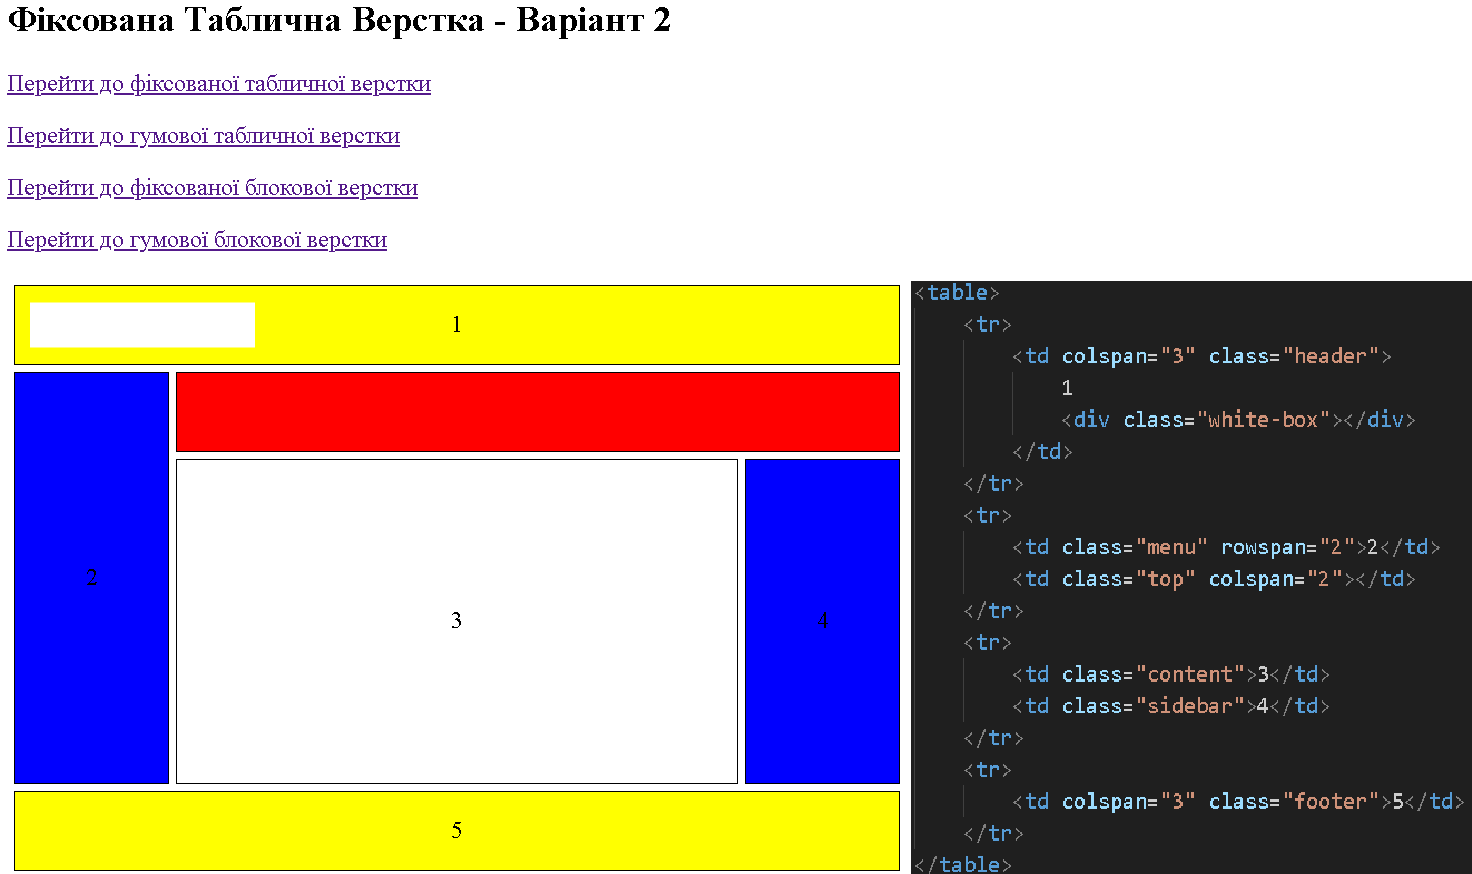 Фіксована Таблична Верстка - Варіант 2
Перейти до фіксованої табличної верстки
Перейти до гумової табличної верстки
Перейти до фіксованої блокової верстки
Перейти до гумової блокової верстки
1
2
3
4
5
<table>
<tr>
<td colspan="3" class="header">
1
<div class="white-box"></div>
</td>
</tr>
<tr>
<td class="menu" rowspan="2">2</td>
<td class="top" colspan="2"></td>
</tr>
<tr>
<td class="content">3</td>
<td class="sidebar">4</td>
</tr>
<tr>
<td colspan="3" class="footer">5</td>
</tr>
</table>